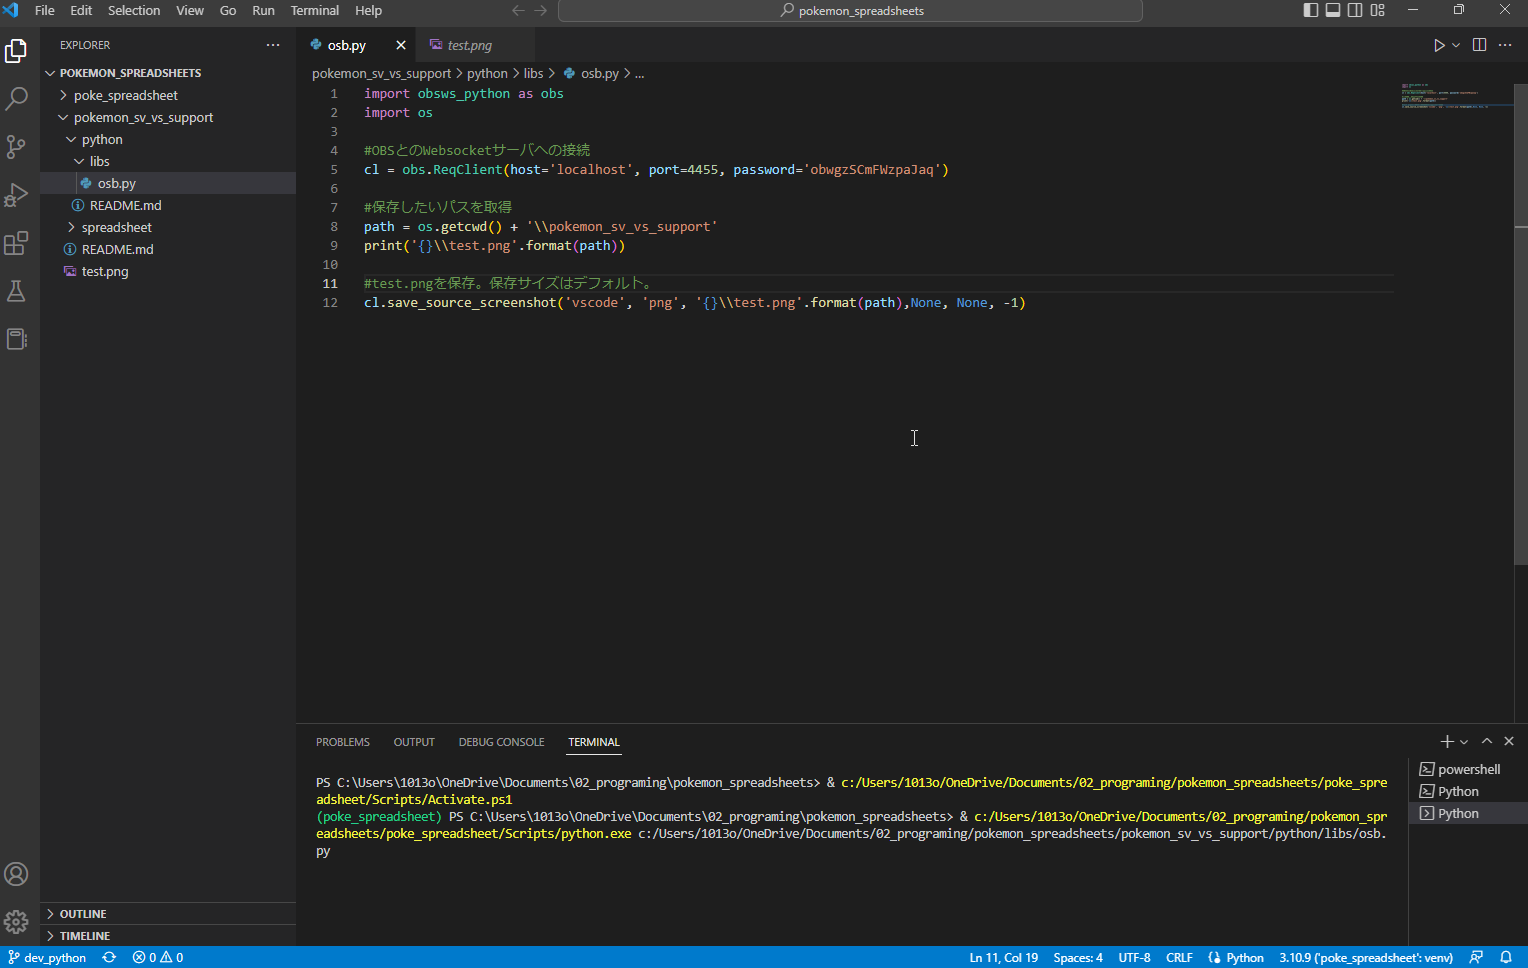 File Edit Selection View Go Run Terminal Help
pokemon_spreadsheets
EXPLORER
POKEMON_SPREADSHEETS
poke_spreadsheet
pokemon_sv_vs_support
python
libs
osb.py
README.md
spreadsheet
README.md
test.png
OUTLINE
TIMELINE
osb.py
test.png
pokemon_sv_vs_support > python > libs > osb.py > ...
1 import obsws_python as obs
2 import os
3
4 #OBSとのWebsocketサーバへの接続
5 cl = obs.ReqClient(host='localhost', port=4455, password='obwgzSCmFWzpaJaq')
6
7 #保存したいパスを取得
8 path = os.getcwd() + '\\pokemon_sv_vs_support'
9 print('{}\\test.png'.format(path))
10
11 #test.pngを保存。保存サイズはデフォルト。
12 cl.save_source_screenshot('vscode', 'png', '{}\\test.png'.format(path),None, None, -1)
PROBLEMS OUTPUT DEBUG CONSOLE TERMINAL
PS C:\Users\1013o\OneDrive\Documents\02_programing\pokemon_spreadsheets> & c:/Users/1013o/OneDrive/Documents/02_programing/pokemon_spreadsheets/poke_spre
adsheet/Scripts/Activate.ps1
(poke_spreadsheet) PS C:\Users\1013o\OneDrive\Documents\02_programing\pokemon_spreadsheets> & c:/Users/1013o/OneDrive/Documents/02_programing/pokemon_spr
eadsheets/poke_spreadsheet/Scripts/python.exe c:/Users/1013o/OneDrive/Documents/02_programing/pokemon_spreadsheets/pokemon_sv_vs_support/python/libs/osb.
py
powershell
Python
Python
dev_python 0 0 Ln 11, Col 19 Spaces: 4 UTF-8 CRLF Python 3.10.9 ('poke_spreadsheet': venv)